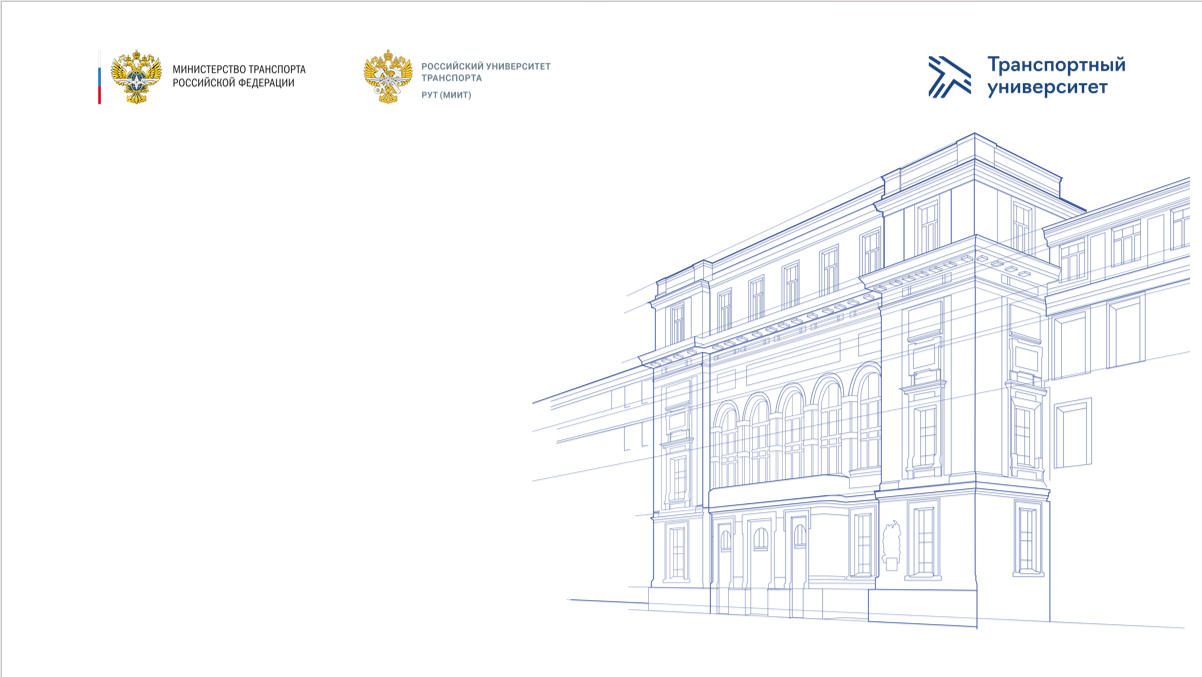 МИНИСТЕРСТВО ТРАНСПОРТА
РОССИЙСКОЙ ФЕДЕРАЦИИ
РОССИЙСКИЙ УНИВЕРСИТЕТ
ТРАНСПОРТА
РУТ (МИИТ)
Транспортный
университет